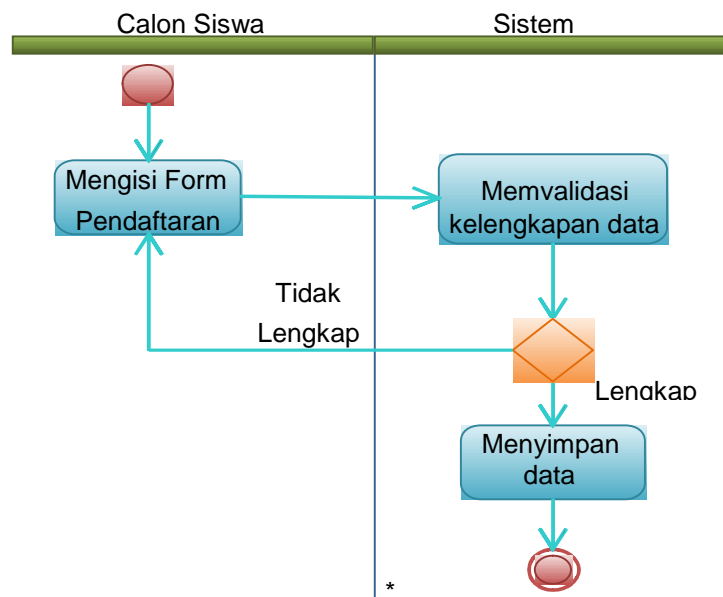 Calon Siswa
Sistem
Mengisi Form
Pendaftaran
Memvalidasi
kelengkapan data
Tidak
Lengkap
Lengkap
Menyimpan
data
*